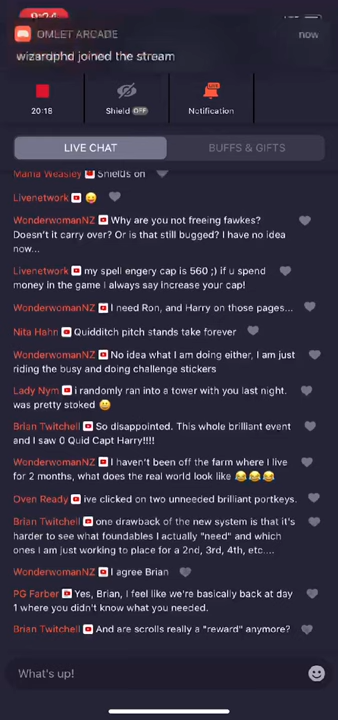 9:24
OMLET ARCADE
now
wizardphd joined the stream
20:18
Shield OFF
Notification
LIVE CHAT
BUFFS & GIFTS
Mama Weasley Shields on
Livenetwork 😛
WonderwomanNZ Why are you not freeing fawkes?
Doesn't it carry over? Or is that still bugged? I have no idea
now...
Livenetwork my spell engery cap is 560 ;) if u spend
money in the game I always say increase your cap!
WonderwomanNZ I need Ron, and Harry on those pages...
Nita Hahn Quidditch pitch stands take forever
WonderwomanNZ No idea what I am doing either, I am just
riding the busy and doing challenge stickers
Lady Nym i randomly ran into a tower with you last night.
was pretty stoked 😀
Brian Twitchell So disappointed. This whole brilliant event
and I saw 0 Quid Capt Harry!!!!
WonderwomanNZ I haven't been off the farm where I live
for 2 months, what does the real world look like 😂😂😂
Oven Ready ive clicked on two unneeded brilliant portkeys.
Brian Twitchell one drawback of the new system is that it's
harder to see what foundables I actually "need" and which
ones I am just working to place for a 2nd, 3rd, 4th, etc....
WonderwomanNZ I agree Brian
PG Farber Yes, Brian, I feel like we're basically back at day
1 where you didn't know what you needed.
Brian Twitchell And are scrolls really a "reward" anymore?
What's up!